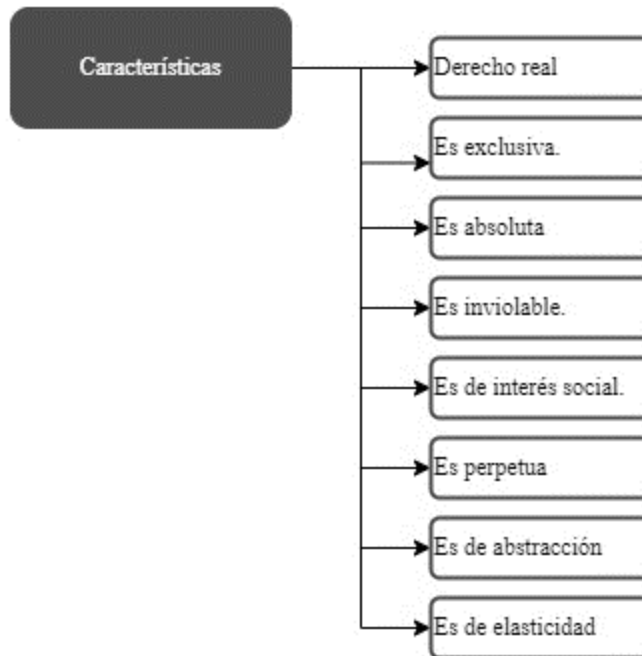 Características
Derecho real
Es exclusiva.
Es absoluta
Es inviolable.
Es de interés social.
Es perpetua
Es de abstracción
Es de elasticidad